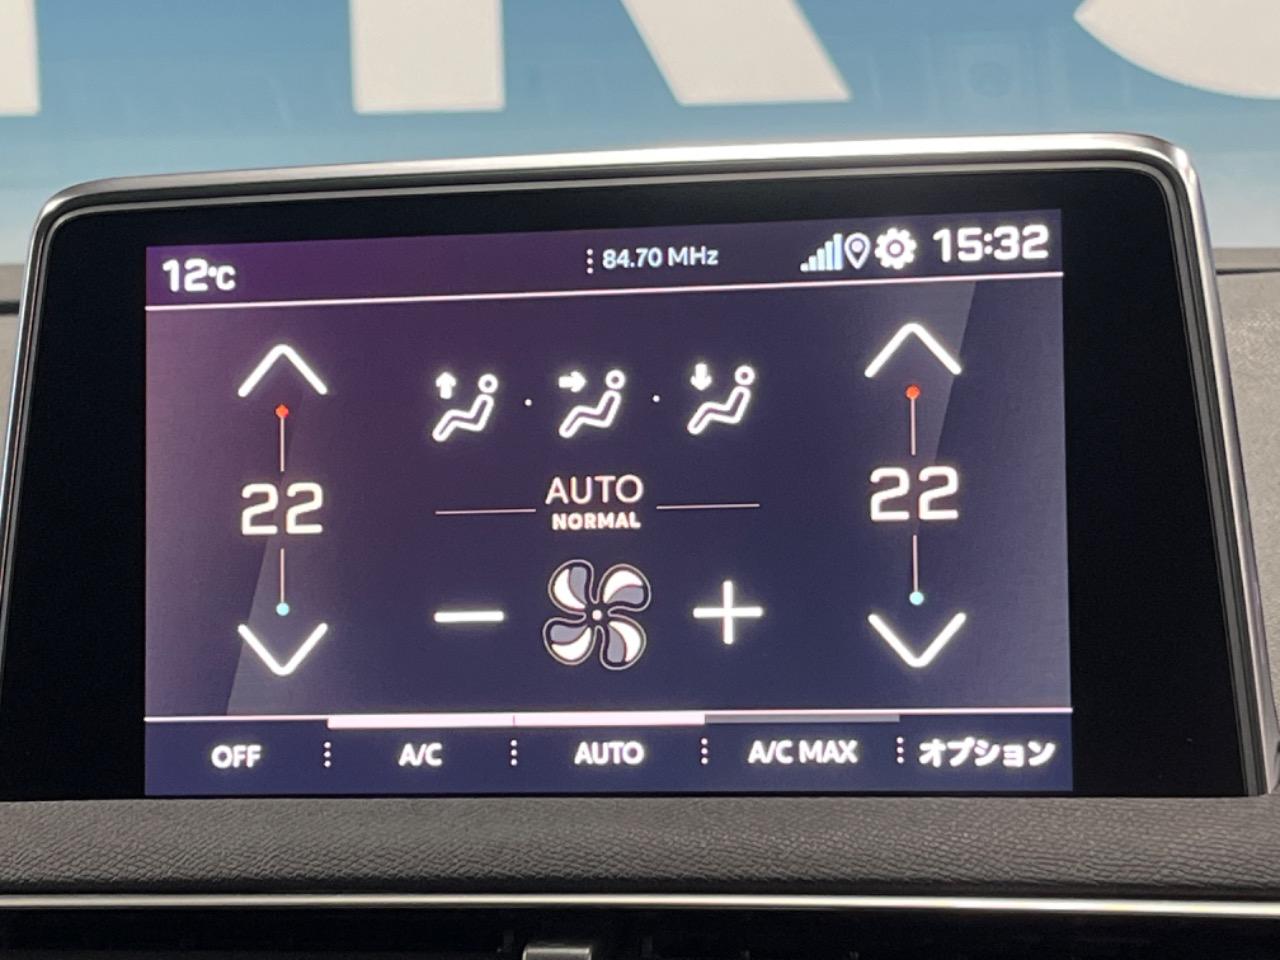 12°C
84.70 MHz
15:32
22
AUTO
NORMAL
22
OFF
A/C
AUTO
A/C MAX
オプション